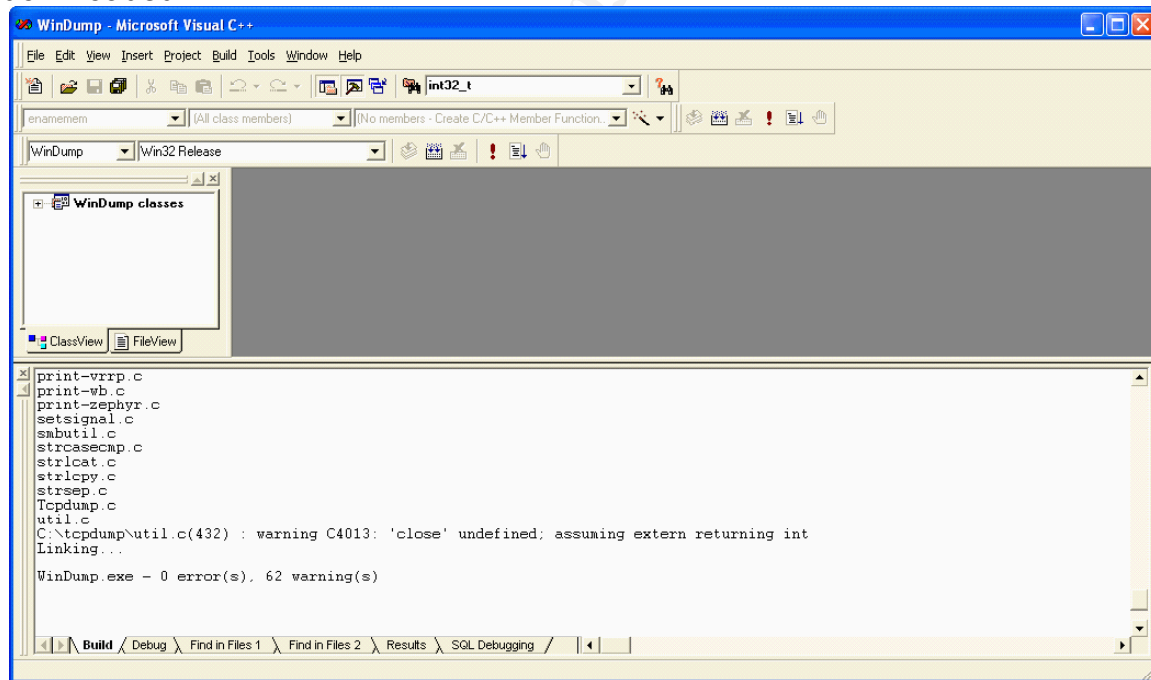 WinDump - Microsoft Visual C++
File Edit View Insert Project Build Tools Window Help
int32_t
enamemem (All class members) (No members - Create C/C++ Member Function..
WinDump Win32 Release
WinDump classes
ClassView FileView
print-vrrp.c
print-wb.c
print-zephyr.c
setsignal.c
smbutil.c
strcasecmp.c
strlcat.c
strlcpy.c
strsep.c
Tcpdump.c
util.c
C:\tcpdump\util.c(432) : warning C4013: 'close' undefined; assuming extern returning int
Linking...
WinDump.exe - 0 error(s), 62 warning(s)
Build Debug Find in Files 1 Find in Files 2 Results SQL Debugging